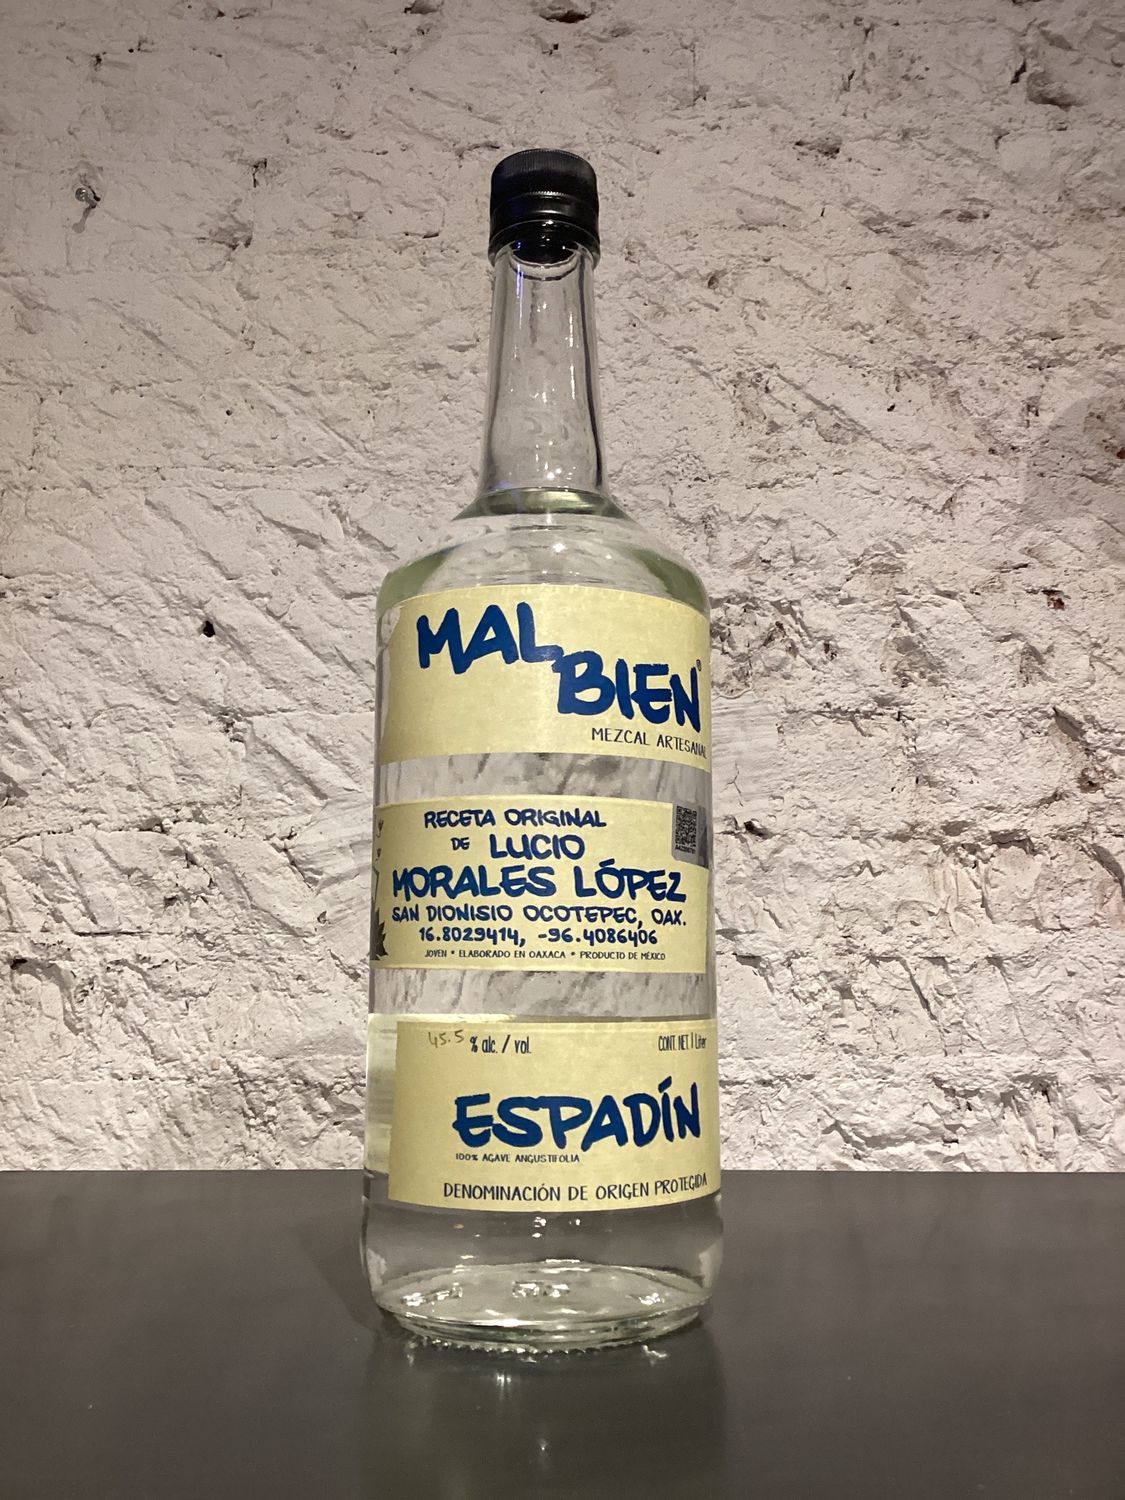 MAL
BIEN®
MEZCAL ARTESANAL
RECETA ORIGINAL
DE LUCIO
MORALES LÓPEZ
SAN DIONISIO OCOTEPEC, OAX.
16.8029414, -96.4086406
JOVEN * ELABORADO EN OAXACA * PRODUCTO DE MÉXICO
45.5 % alc. / vol. CONT. NET. 1 Liter
ESPADÍN
100% AGAVE ANGUSTIFOLIA
DENOMINACIÓN DE ORIGEN PROTEGIDA